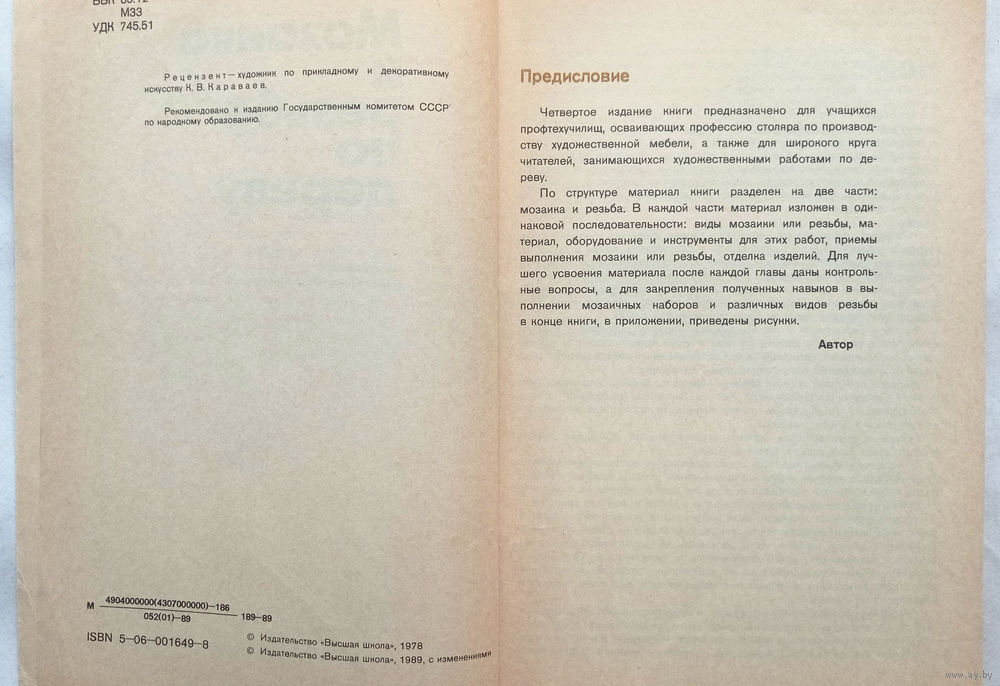 ББК 85.12
М33
УДК 745.51
Рецензент — художник по прикладному и декоративному
искусству К. В. Караваев.
Рекомендовано к изданию Государственным комитетом СССР
по народному образованию.
М 4904000000(4307000000)—186
052(01)—89
189—89
ISBN 5—06—001649—8
© Издательство «Высшая школа», 1978
© Издательство «Высшая школа», 1989, с изменениями
Предисловие
Четвертое издание книги предназначено для учащихся
профтехучилищ, осваивающих профессию столяра по производ-
ству художественной мебели, а также для широкого круга
читателей, занимающихся художественными работами по де-
реву.
По структуре материал книги разделен на две части:
мозаика и резьба. В каждой части материал изложен в оди-
наковой последовательности: виды мозаики или резьбы, ма-
териал, оборудование и инструменты для этих работ, приемы
выполнения мозаики или резьбы, отделка изделий. Для луч-
шего усвоения материала после каждой главы даны контроль-
ные вопросы, а для закрепления полученных навыков в вы-
полнении мозаичных наборов и различных видов резьбы
в конце книги, в приложении, приведены рисунки.
Автор
www.ay.by